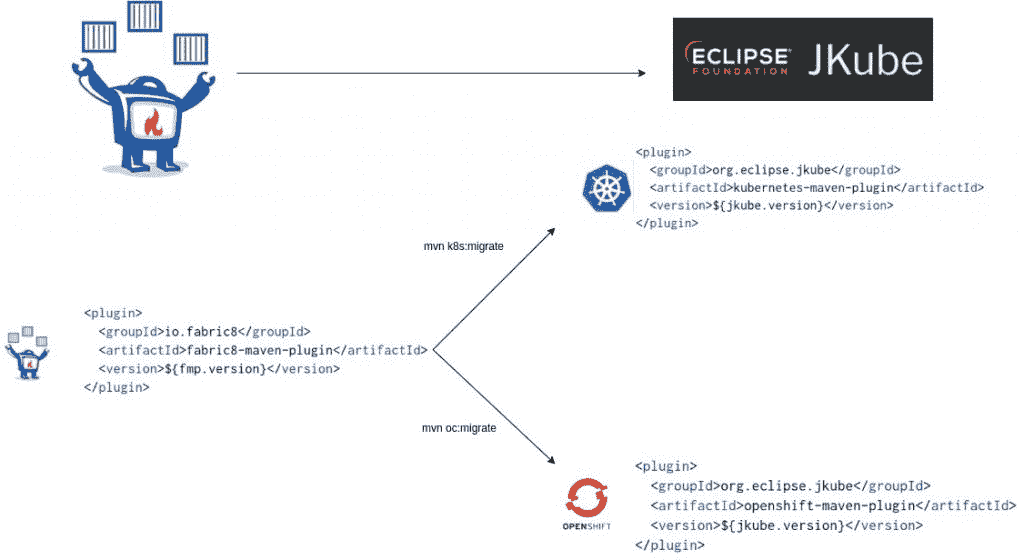 ECLIPSE
FOUNDATION
JKube
<plugin>
<groupId>org.eclipse.jkube</groupId>
<artifactId>kubernetes-maven-plugin</artifactId>
<version>${jkube.version}</version>
</plugin>
mvn k8s:migrate
<plugin>
<groupId>io.fabric8</groupId>
<artifactId>fabric8-maven-plugin</artifactId>
<version>${fmp.version}</version>
</plugin>
mvn oc:migrate
OPENSHIFT
<plugin>
<groupId>org.eclipse.jkube</groupId>
<artifactId>openshift-maven-plugin</artifactId>
<version>${jkube.version}</version>
</plugin>